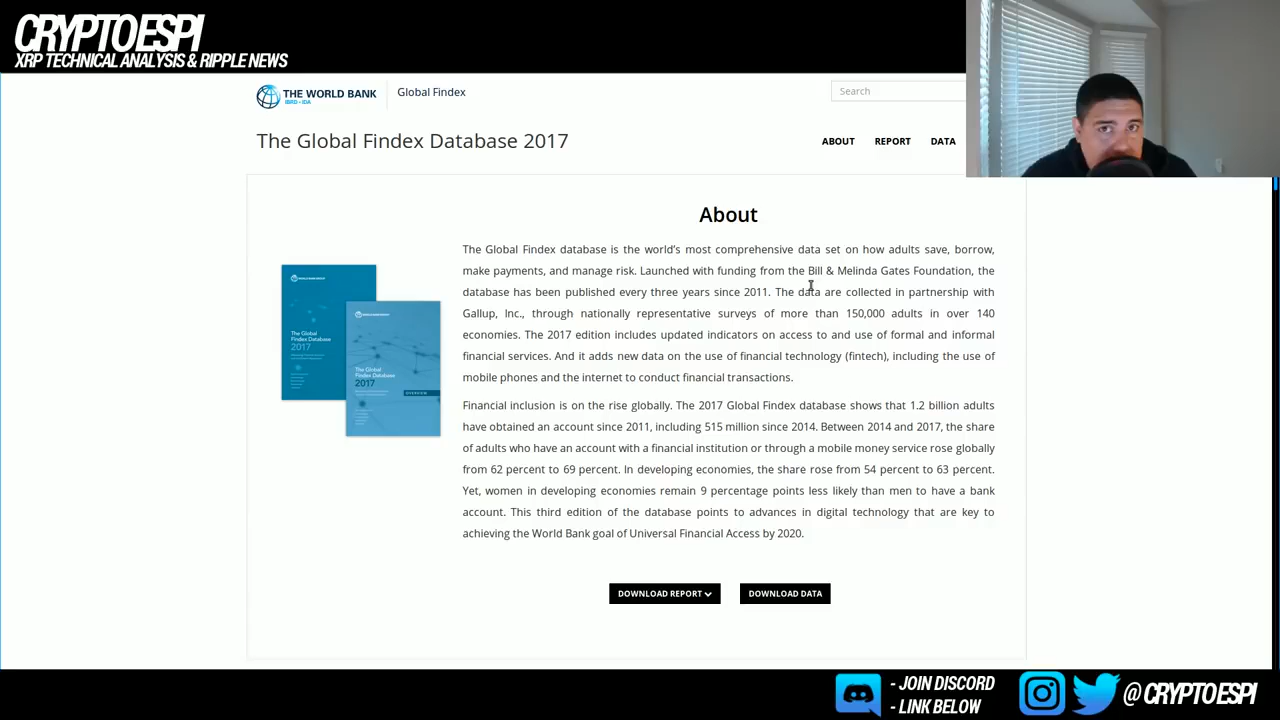 CRYPTOESPI
XRP TECHNICAL ANALYSIS & RIPPLE NEWS
THE WORLD BANK
IBRD • IDA
Global Findex
Search
The Global Findex Database 2017
ABOUT REPORT DATA
About
The Global Findex database is the world's most comprehensive data set on how adults save, borrow,
make payments, and manage risk. Launched with funding from the Bill & Melinda Gates Foundation, the
database has been published every three years since 2011. The data are collected in partnership with
Gallup, Inc., through nationally representative surveys of more than 150,000 adults in over 140
economies. The 2017 edition includes updated indicators on access to and use of formal and informal
financial services. And it adds new data on the use of financial technology (fintech), including the use of
mobile phones and the internet to conduct financial transactions.
The Global
Findex Database
2017
The Global
Findex Database
2017
OVERVIEW
Financial inclusion is on the rise globally. The 2017 Global Findex database shows that 1.2 billion adults
have obtained an account since 2011, including 515 million since 2014. Between 2014 and 2017, the share
of adults who have an account with a financial institution or through a mobile money service rose globally
from 62 percent to 69 percent. In developing economies, the share rose from 54 percent to 63 percent.
Yet, women in developing economies remain 9 percentage points less likely than men to have a bank
account. This third edition of the database points to advances in digital technology that are key to
achieving the World Bank goal of Universal Financial Access by 2020.
DOWNLOAD REPORT
DOWNLOAD DATA
- JOIN DISCORD
- LINK BELOW
@CRYPTOESPI